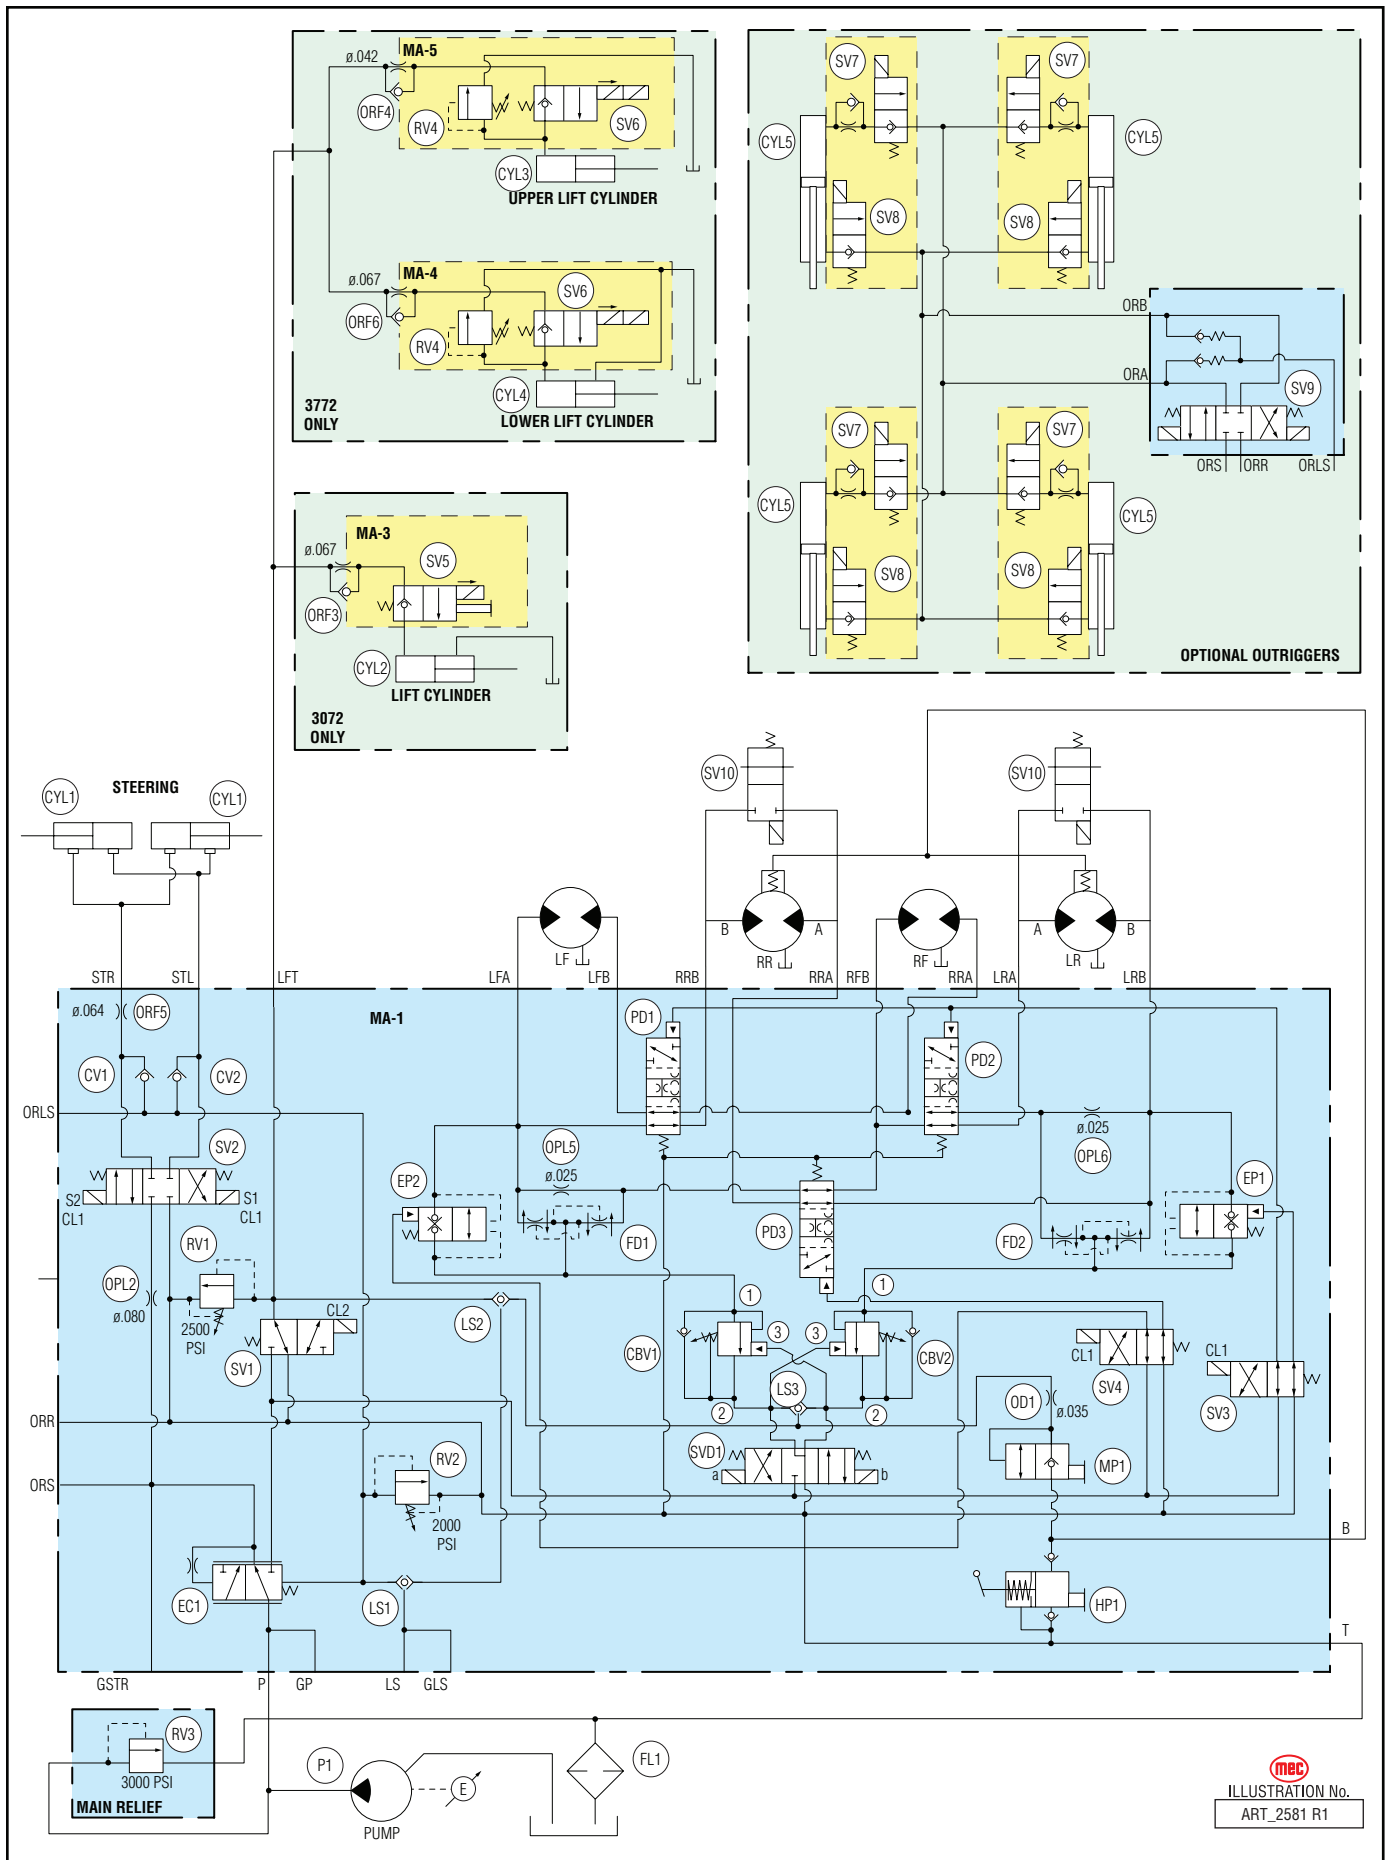 MA-5
ø.042
ORF4
RV4
SV6
CYL3
UPPER LIFT CYLINDER
MA-4
ø.067
SV6
ORF6
RV4
CYL4
LOWER LIFT CYLINDER
3772
ONLY
SV7
SV7
CYL5
CYL5
SV8
SV8
ORB
ORA
SV9
ORS
ORR
ORLS
SV7
SV7
CYL5
CYL5
SV8
SV8
OPTIONAL OUTRIGGERS
MA-3
ø.067
SV5
ORF3
CYL2
LIFT CYLINDER
3072
ONLY
STEERING
CYL1
CYL1
SV10
SV10
B
A
A
B
LF
RR
RF
LR
STR
STL
LFT
LFA
LFB
RRB
RRA
RFB
RRA
LRA
LRB
ø.064
ORF5
MA-1
PD1
PD2
CV1
CV2
ORLS
SV2
S2
CL1
S1
CL1
OPL5
ø.025
ø.025
OPL6
EP2
EP1
RV1
FD1
PD3
FD2
OPL2
ø.080
2500
PSI
CL2
SV1
LS2
1
1
3
3
CBV1
CBV2
LS3
2
2
CL1
SV4
CL1
SV3
OD1
ø.035
ORR
ORS
RV2
2000
PSI
SVD1
a
b
MP1
B
EC1
LS1
HP1
T
GSTR
P
GP
LS
GLS
RV3
3000 PSI
MAIN RELIEF
P1
E
PUMP
FL1
mec
ILLUSTRATION No.
ART_2581 R1